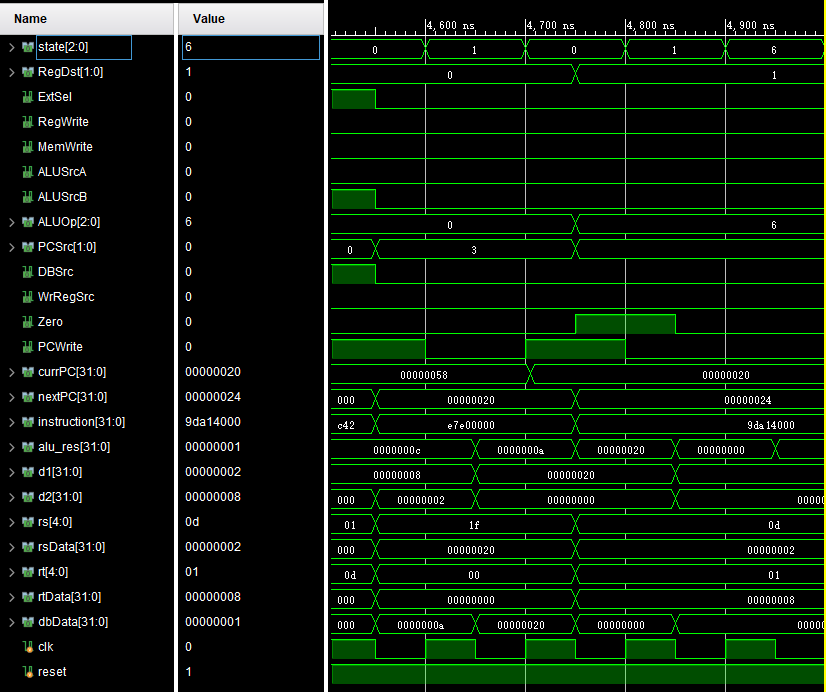 Name Value
4,600 ns 4,700 ns 4,800 ns 4,900 ns
state[2:0] 6 0 1 0 1 6
RegDst[1:0] 1 0 1
ExtSel 0
RegWrite 0
MemWrite 0
ALUSrcA 0
ALUSrcB 0
ALUOp[2:0] 6 0 6
PCSrc[1:0] 0 0 3
DBSrc 0
WrRegSrc 0
Zero 0
PCWrite 0
currPC[31:0] 00000020 00000058 00000020
nextPC[31:0] 00000024 000 00000020 00000024
instruction[31:0] 9da14000 c42 e7e00000 9da14000
alu_res[31:0] 00000001 0000000c 0000000a 00000020 00000000
d1[31:0] 00000002 00000008 00000020
d2[31:0] 00000008 000 00000002 00000000 0000
rs[4:0] 0d 01 1f 0d
rsData[31:0] 00000002 000 00000020 00000002
rt[4:0] 01 0d 00 01
rtData[31:0] 00000008 000 00000000 00000008
dbData[31:0] 00000001 000 0000000a 00000020 00000000 0000
clk 0
reset 1